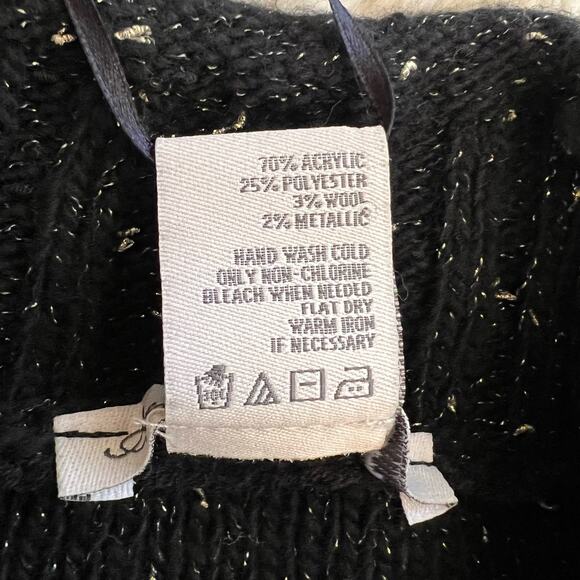 70% ACRYLIC
25% POLYESTER
3% WOOL
2% METALLIC
HAND WASH COLD
ONLY NON-CHLORINE
BLEACH WHEN NEEDED
FLAT DRY
WARM IRON
IF NECESSARY